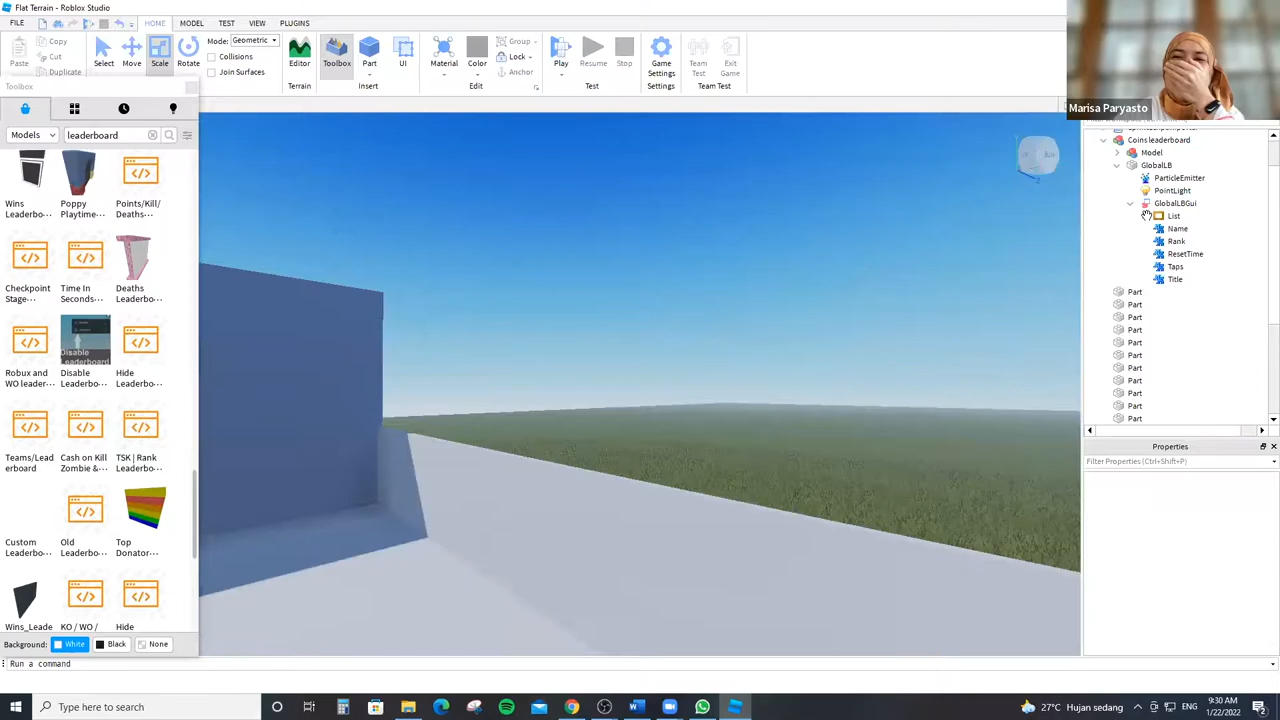 Flat Terrain - Roblox Studio
FILE
HOME
MODEL
TEST
VIEW
PLUGINS
Paste
Copy
Cut
Duplicate
Select
Move
Scale
Rotate
Mode:
Geometric
Collisions
Join Surfaces
Editor
Terrain
Toolbox
Part
UI
Insert
Material
Color
Group
Lock
Anchor
Edit
Play
Resume
Stop
Test
Game
Settings
Settings
Team
Test
Exit
Game
Team Test
Marisa Paryasto
Toolbox
Models
leaderboard
Wins
Leaderbo···
Poppy
Playtime···
Points/Kill/
Deaths···
Checkpoint
Stage···
Time In
Seconds···
Deaths
Leaderbo···
Robux and
WO leader···
Disable
Leaderboard
Disable
Leaderbo···
Hide
Leaderbo···
Teams/Lead
erboard
Cash on Kill
Zombie &···
TSK | Rank
Leaderbo···
Custom
Leaderbo···
Old
Leaderbo···
Top
Donator···
Wins_Leade
KO / WO /
Hide
Background:
White
Black
None
Run a command
Coins leaderboard
Model
GlobalLB
ParticleEmitter
PointLight
GlobalLBGui
List
Name
Rank
ResetTime
Taps
Title
Part
Part
Part
Part
Part
Part
Part
Part
Part
Part
Part
Properties
Filter Properties (Ctrl+Shift+P)
Type here to search
27°C Hujan sedang
ENG
9:30 AM
1/22/2022
2